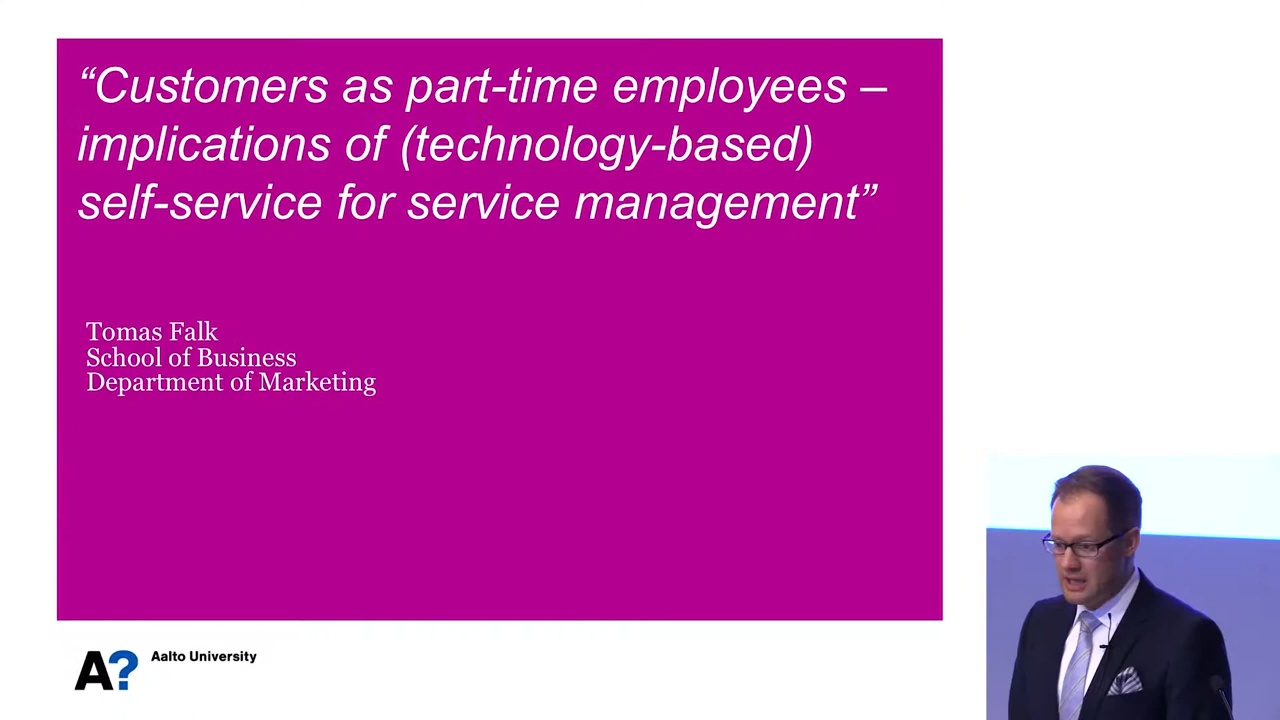 “Customers as part-time employees –
implications of (technology-based)
self-service for service management”
Tomas Falk
School of Business
Department of Marketing
A?
Aalto University